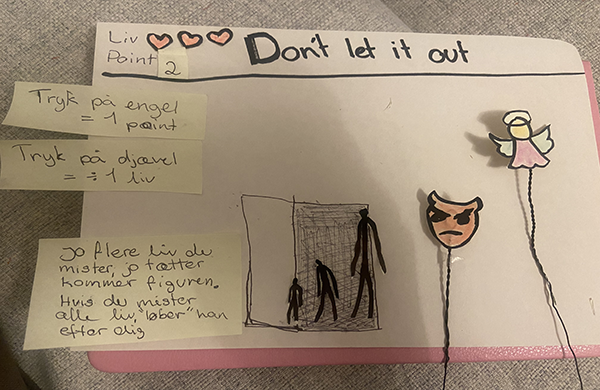 Liv
Point 2
Don't let it out
Tryk på engel
= 1 point
Tryk på djævel
= ÷ 1 liv
Jo flere liv du
mister, jo tætter
kommer figuren.
Hvis du mister
alle liv, "løber" han
efter dig